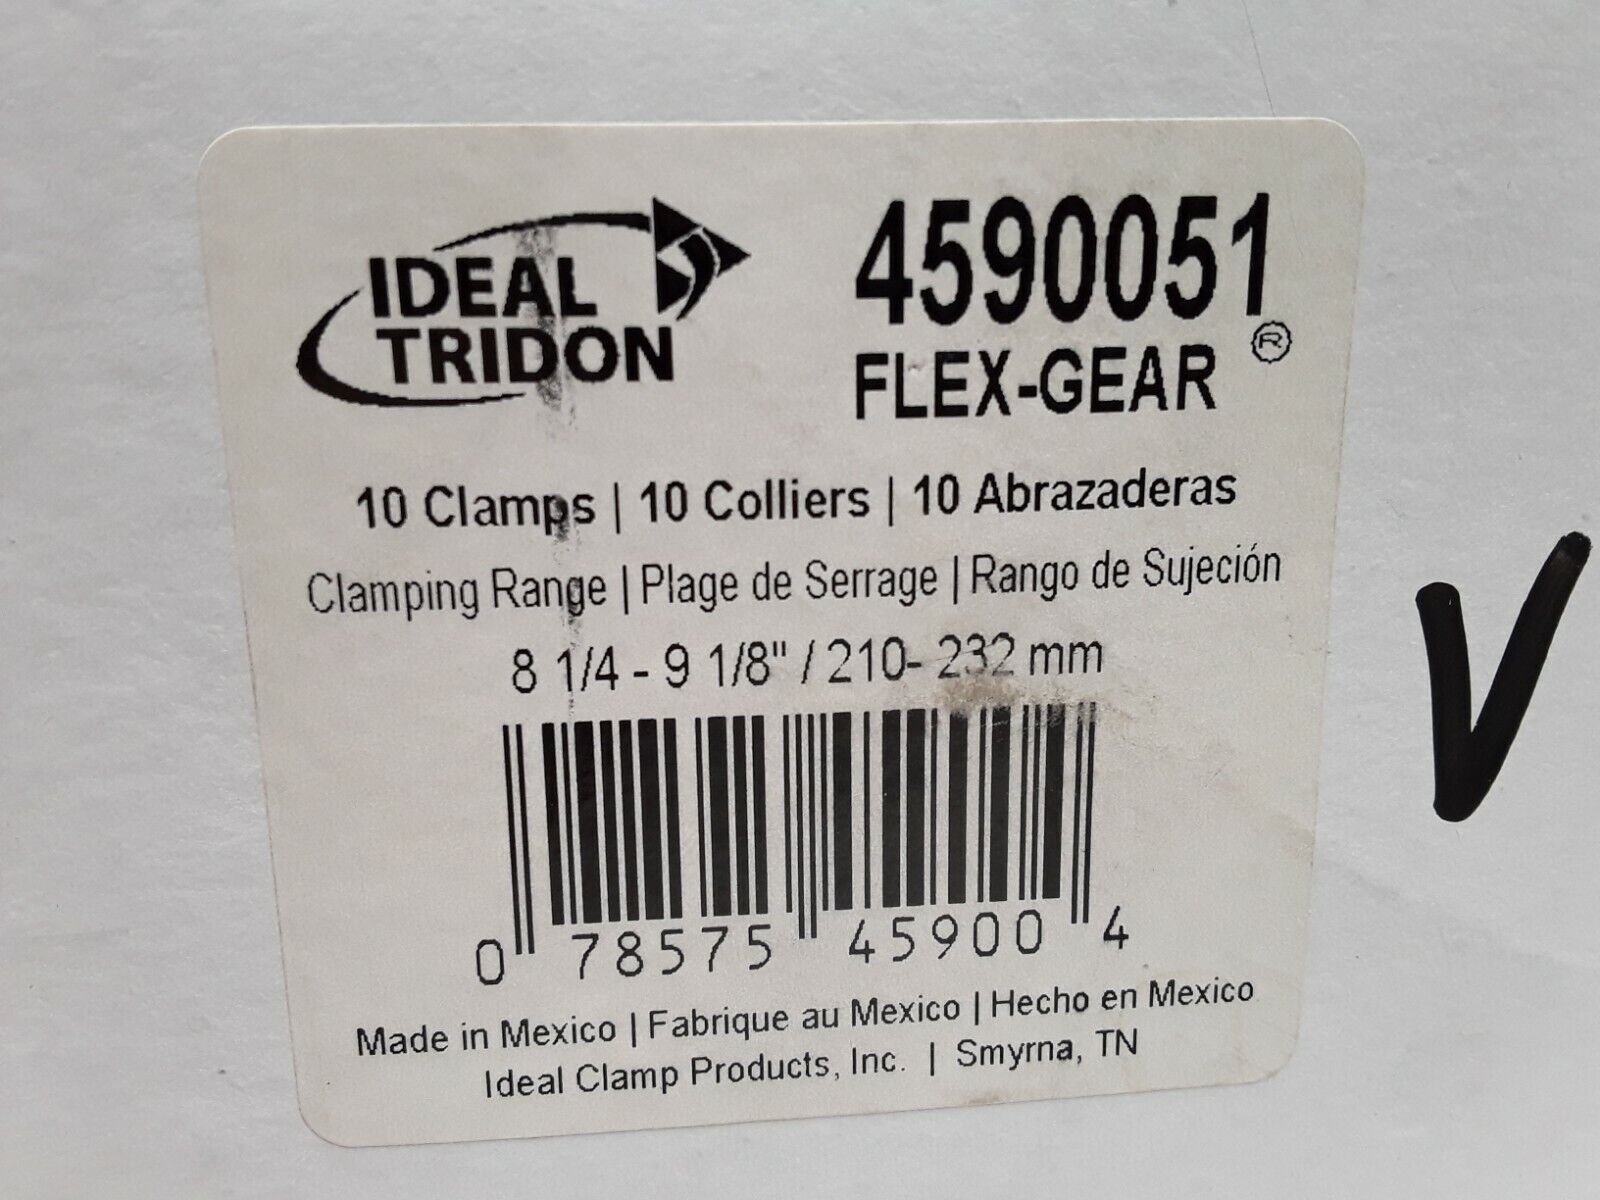 IDEAL
TRIDON
4590051
FLEX-GEAR ®
10 Clamps | 10 Colliers | 10 Abrazaderas
Clamping Range | Plage de Serrage | Rango de Sujeción
8 1/4 - 9 1/8" / 210- 232 mm
0 78575 45900 4
Made in Mexico | Fabrique au Mexico | Hecho en Mexico
Ideal Clamp Products, Inc. | Smyrna, TN
V